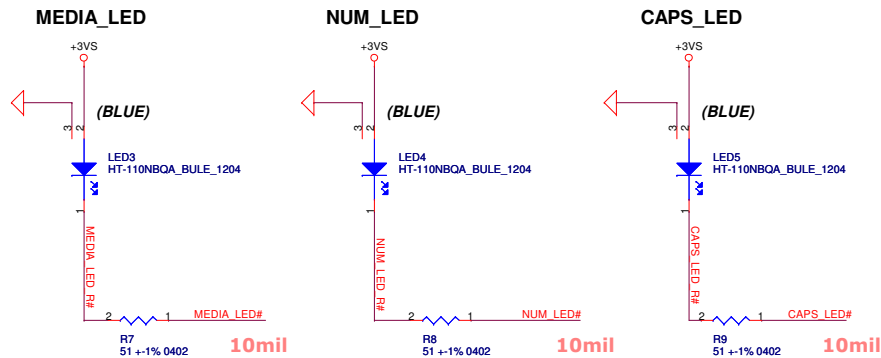 MEDIA_LED
+3VS
(BLUE)
3
2
LED3
HT-110NBQA_BULE_1204
1
MEDIA_LED_R#
2
1
MEDIA_LED#
R7
51 +-1% 0402
10mil
NUM_LED
+3VS
(BLUE)
3
2
LED4
HT-110NBQA_BULE_1204
1
NUM_LED_R#
2
1
NUM_LED#
R8
51 +-1% 0402
10mil
CAPS_LED
+3VS
(BLUE)
3
2
LED5
HT-110NBQA_BULE_1204
1
CAPS_LED_R#
2
1
CAPS_LED#
R9
51 +-1% 0402
10mil